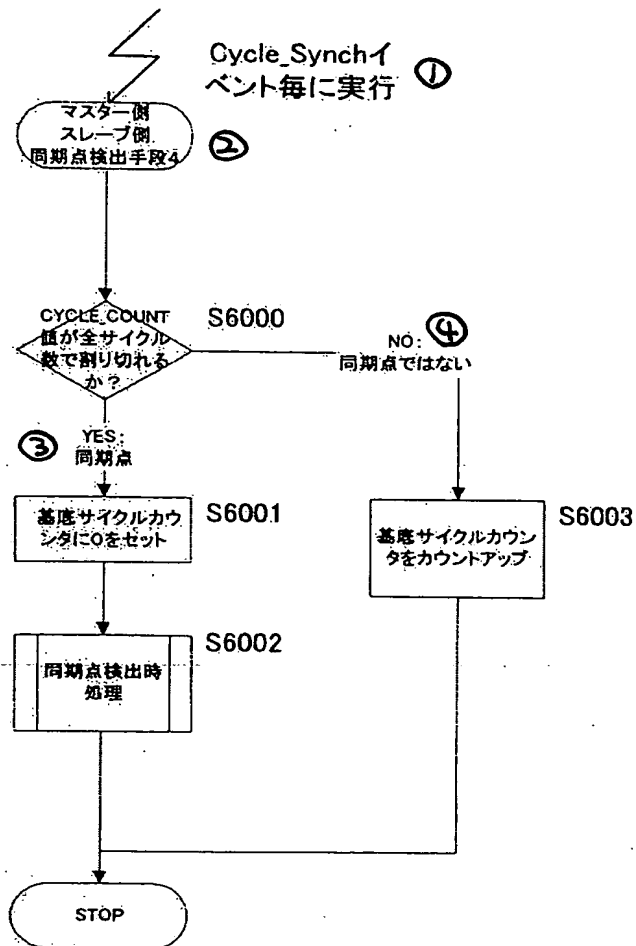 Cycle_Synchイ
ベント毎に実行
①
マスター側
スレーブ側
同期点検出手段4
②
CYCLE_COUNT
値が全サイクル
数で割り切れる
か?
S6000
NO:
④
同期点ではない
③
YES:
同期点
基底サイクルカウ
ンタに0をセット
S6001
基底サイクルカウン
タをカウントアップ
S6003
同期点検出時
処理
S6002
STOP